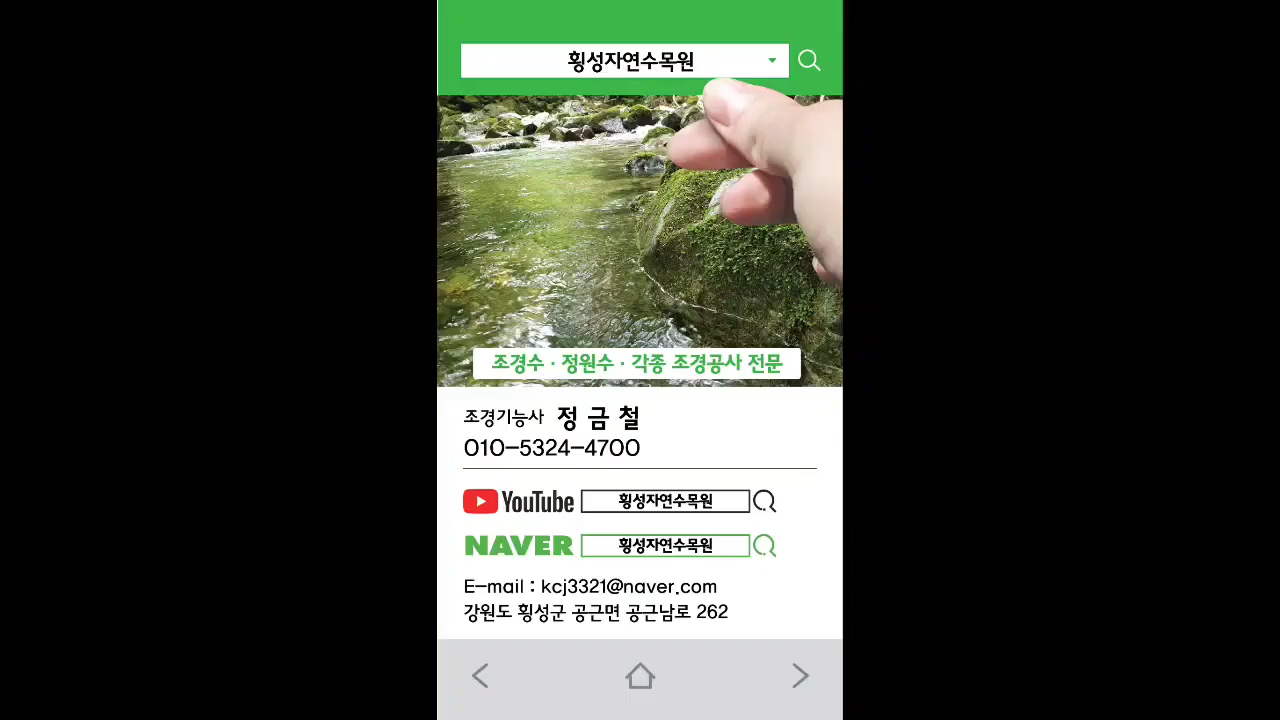 횡성자연수목원
조경수 · 정원수 · 각종 조경공사 전문
조경기능사 정 금 철
010-5324-4700
YouTube 횡성자연수목원
NAVER 횡성자연수목원
E-mail : kcj3321@naver.com
강원도 횡성군 공근면 공근남로 262